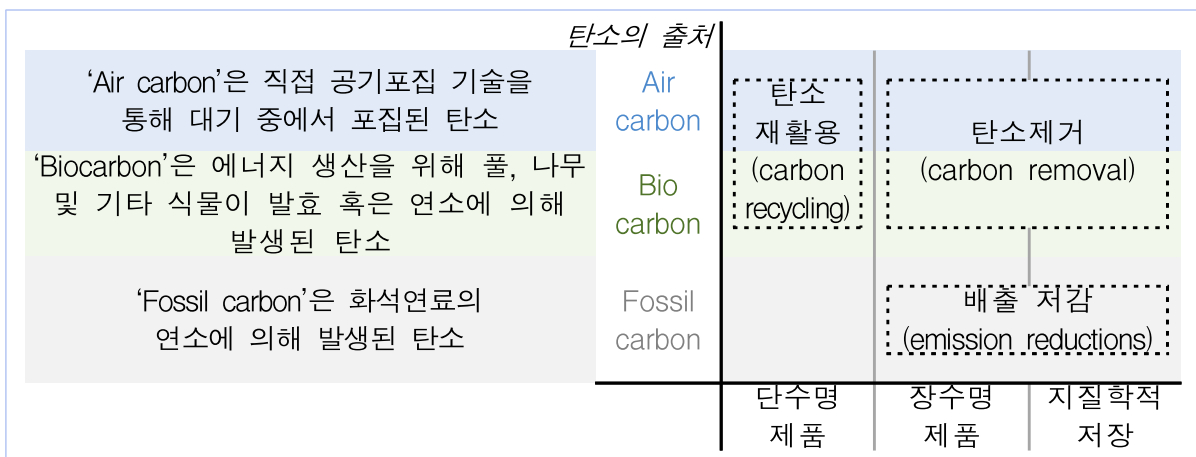 탄소의 출처
‘Air carbon’은 직접 공기포집 기술을
통해 대기 중에서 포집된 탄소
Air
carbon
탄소
재활용
(carbon
recycling)
탄소제거
(carbon removal)
‘Biocarbon’은 에너지 생산을 위해 풀, 나무
및 기타 식물이 발효 혹은 연소에 의해
발생된 탄소
Bio
carbon
‘Fossil carbon’은 화석연료의
연소에 의해 발생된 탄소
Fossil
carbon
배출 저감
(emission reductions)
단수명
제품
장수명
제품
지질학적
저장